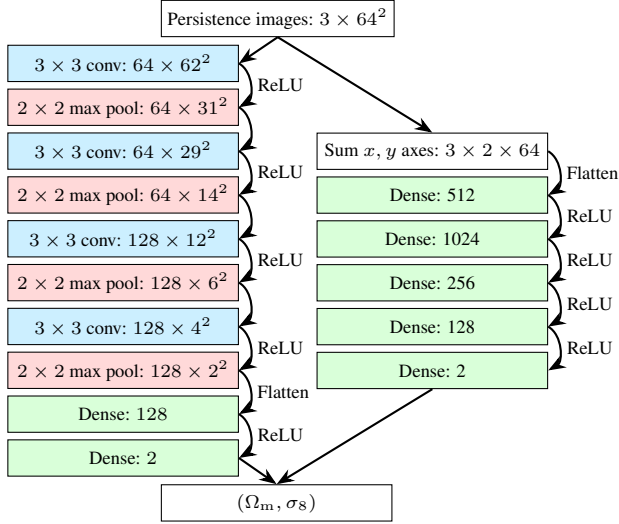 Persistence images: 3 × 64²
3 × 3 conv: 64 × 62²
ReLU
2 × 2 max pool: 64 × 31²
3 × 3 conv: 64 × 29²
ReLU
2 × 2 max pool: 64 × 14²
3 × 3 conv: 128 × 12²
ReLU
2 × 2 max pool: 128 × 6²
3 × 3 conv: 128 × 4²
ReLU
2 × 2 max pool: 128 × 2²
Flatten
Dense: 128
ReLU
Dense: 2
Sum x, y axes: 3 × 2 × 64
Flatten
Dense: 512
ReLU
Dense: 1024
ReLU
Dense: 256
ReLU
Dense: 128
ReLU
Dense: 2
(Ωₘ, σ₈)